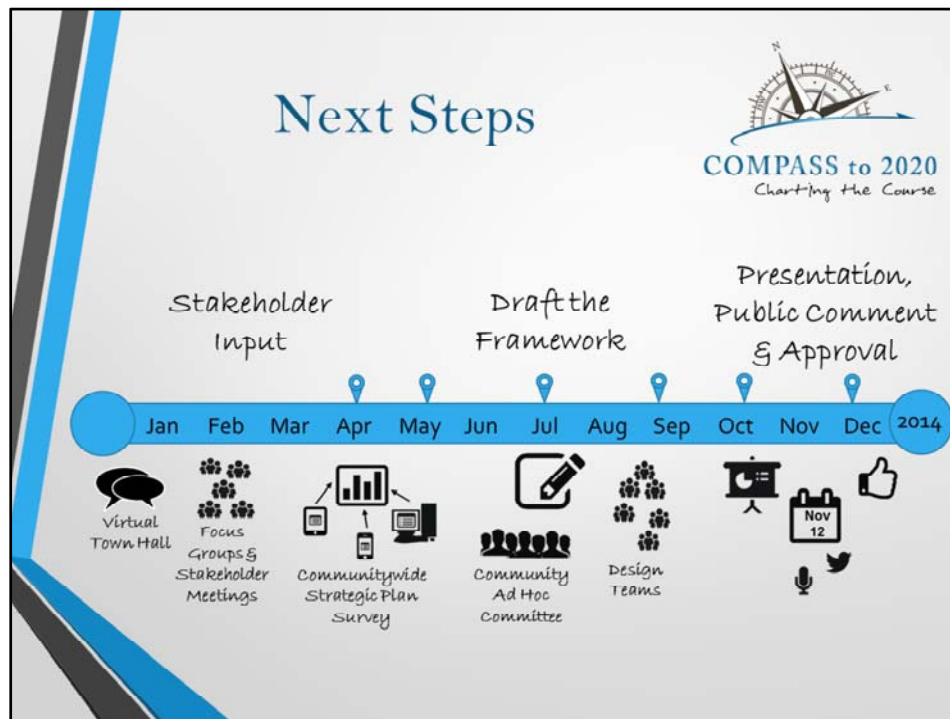 Next Steps
N
E
NW
NE
COMPASS to 2020
Charting the Course
Stakeholder
Input
Draft the
Framework
Presentation,
Public Comment
& Approval
Jan Feb Mar Apr May Jun Jul Aug Sep Oct Nov Dec 2014
Virtual
Town Hall
Focus
Groups &
Stakeholder
Meetings
Communitywide
Strategic Plan
Survey
Community
Ad Hoc
Committee
Design
Teams
Nov
12